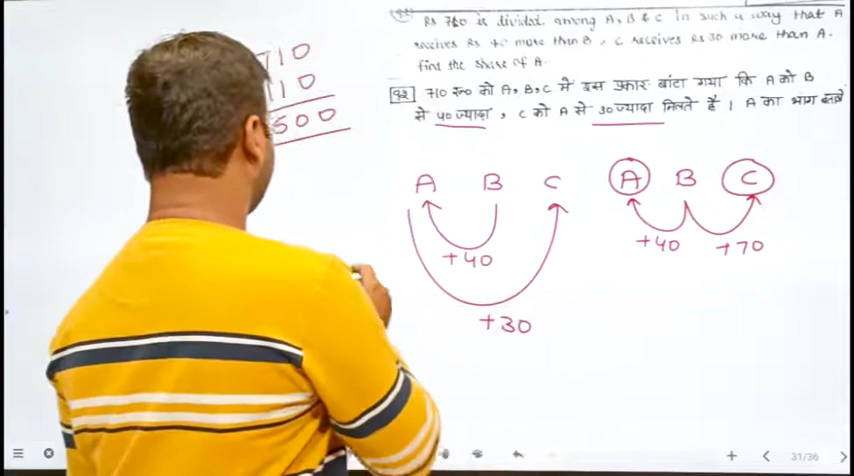 710
110
500
Q2
Rs 710 is divided among A, B & C in such a way that A
receives Rs 40 more than B, C receives Rs 30 more than A.
find the share of A.
Q2 710 रू० को A, B, C में इस प्रकार बांटा गया कि A को B
से 40 ज्यादा, C को A से 30 ज्यादा मिलते है । A का भाग
A B C A B C
+40 +40 +70
+30
31/36